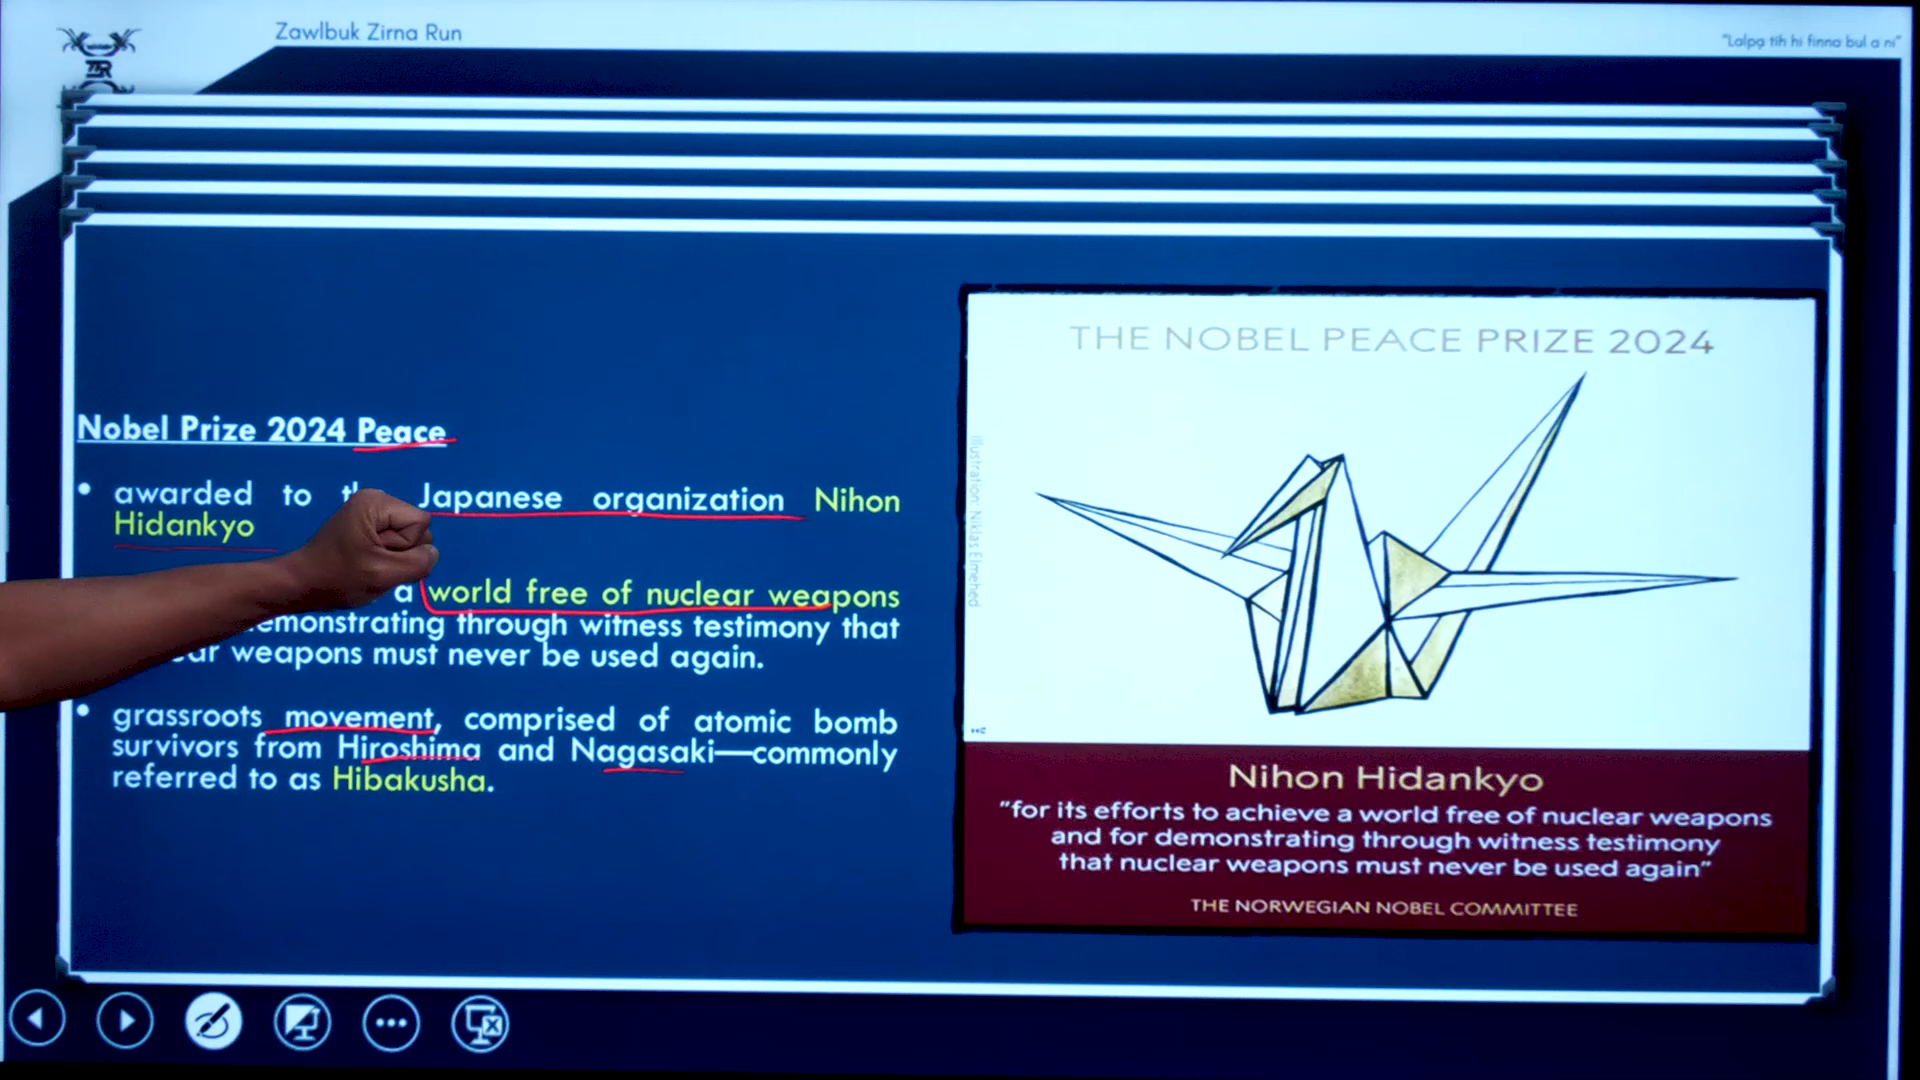 Zawlbuk Zirna Run
"Lalpa tih hi finna bul a ni"
ZZR
Nobel Prize 2024 Peace
• awarded to Japanese organization Nihon
Hidankyo
a world free of nuclear weapons
through witness testimony that
weapons must never be used again.
• grassroots movement, comprised of atomic bomb
survivors from Hiroshima and Nagasaki—commonly
referred to as Hibakusha.
THE NOBEL PEACE PRIZE 2024
Illustration: Niklas Elmehed
Nihon Hidankyo
"for its efforts to achieve a world free of nuclear weapons
and for demonstrating through witness testimony
that nuclear weapons must never be used again"
THE NORWEGIAN NOBEL COMMITTEE